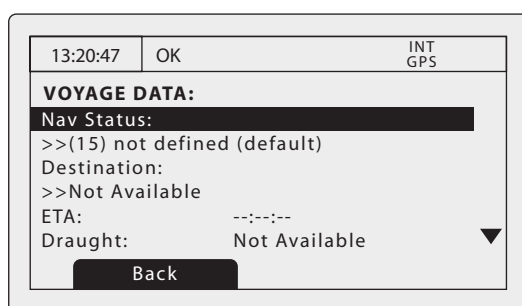 13:20:47 OK INT GPS
VOYAGE DATA:
Nav Status:
>>(15) not defined (default)
Destination:
>>Not Available
ETA: --:--:--
Draught: Not Available
Back